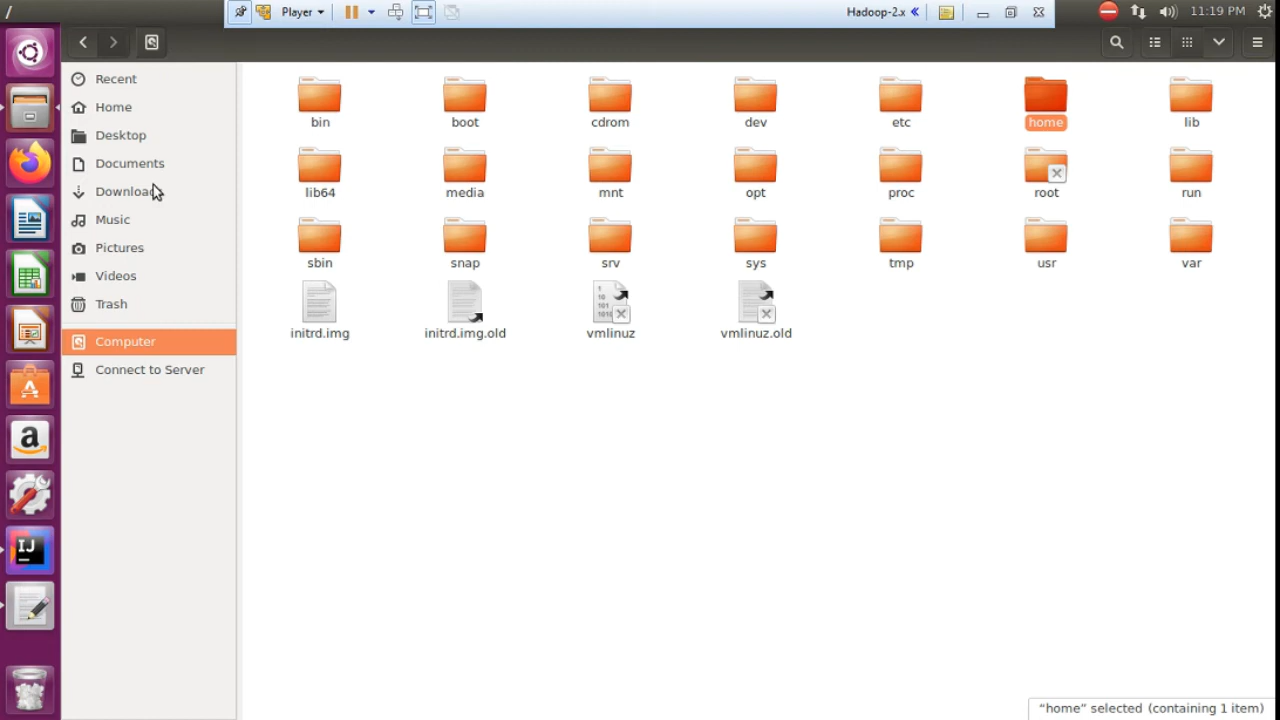 /
Player
Hadoop-2.x
11:19 PM
Recent
Home
Desktop
Documents
Downloads
Music
Pictures
Videos
Trash
Computer
Connect to Server
bin boot cdrom dev etc home lib
lib64 media mnt opt proc root run
sbin snap srv sys tmp usr var
initrd.img initrd.img.old vmlinuz vmlinuz.old
"home" selected (containing 1 item)